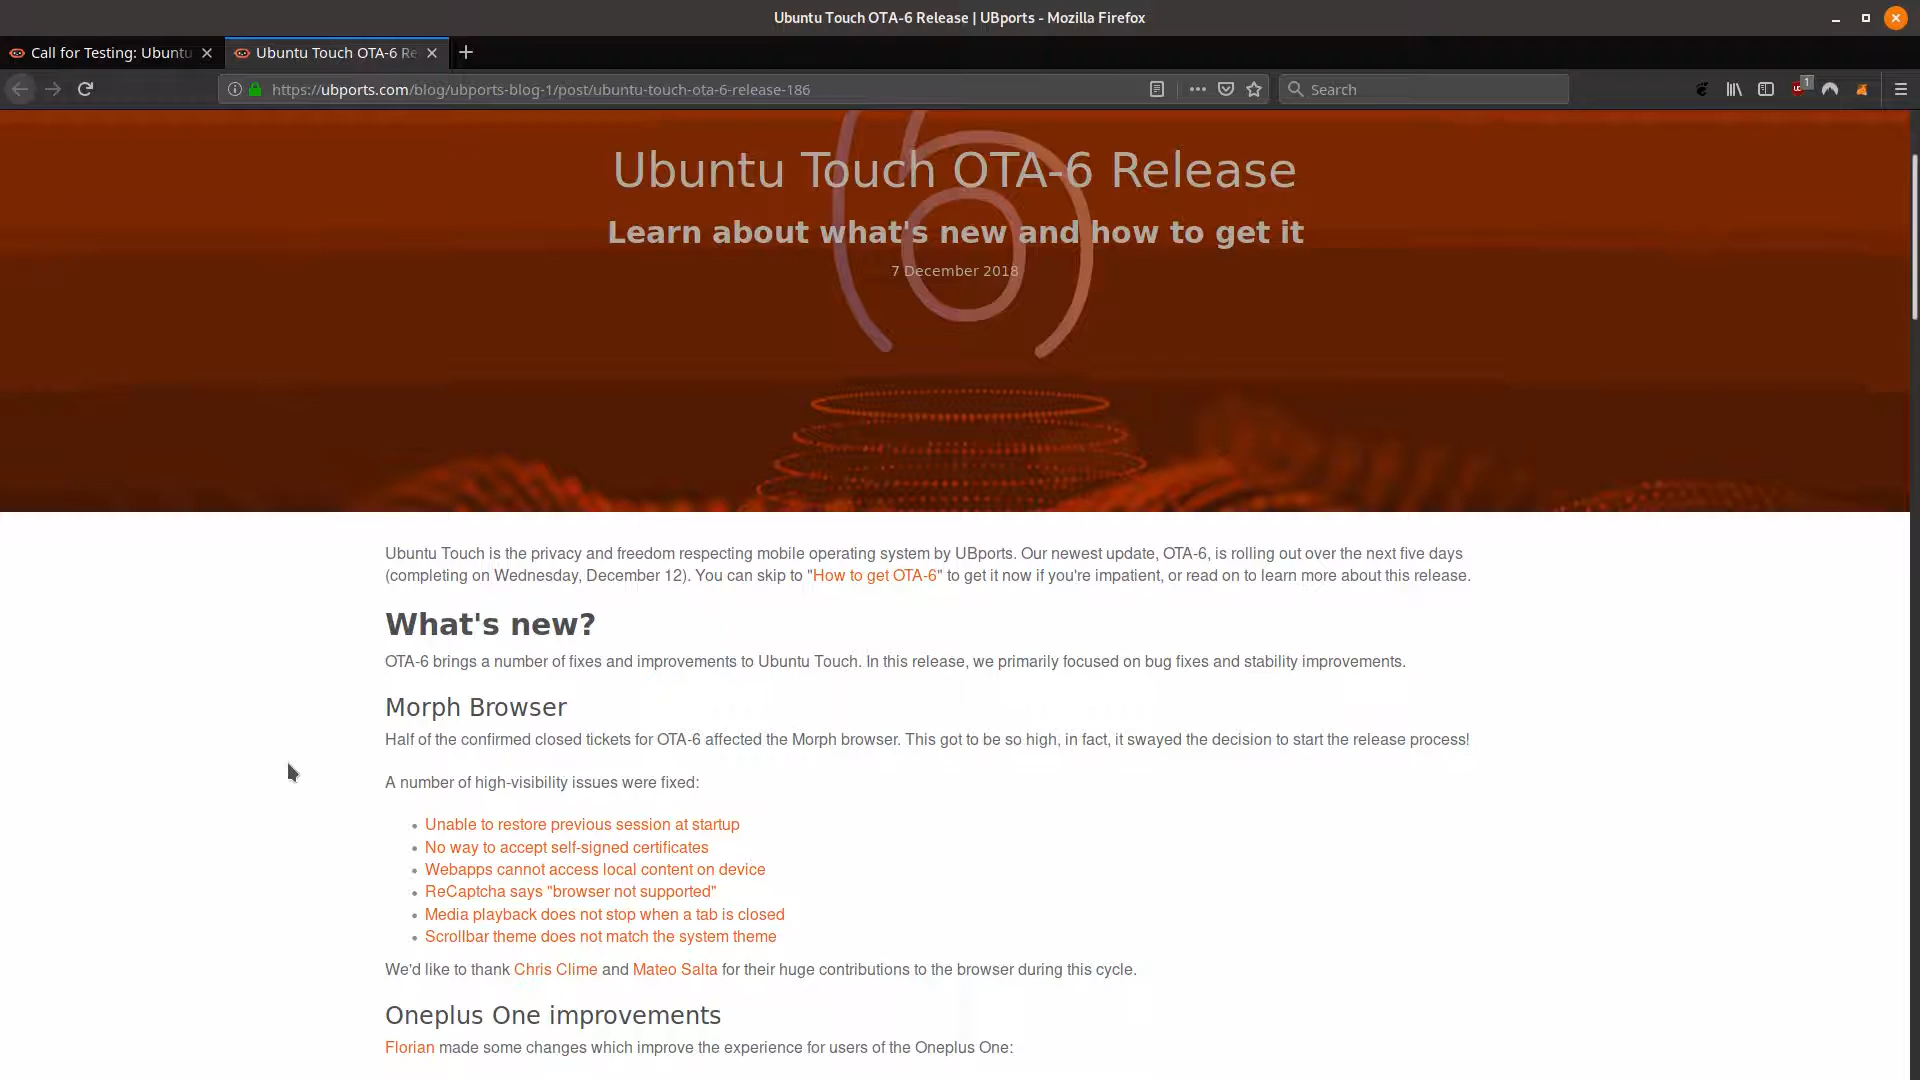 Ubuntu Touch OTA-6 Release | UBports - Mozilla Firefox
Call for Testing: Ubuntu
Ubuntu Touch OTA-6 Re
https://ubports.com/blog/ubports-blog-1/post/ubuntu-touch-ota-6-release-186
Search
1
Ubuntu Touch OTA-6 Release
Learn about what's new and how to get it
7 December 2018
Ubuntu Touch is the privacy and freedom respecting mobile operating system by UBports. Our newest update, OTA-6, is rolling out over the next five days
(completing on Wednesday, December 12). You can skip to "How to get OTA-6" to get it now if you're impatient, or read on to learn more about this release.
What's new?
OTA-6 brings a number of fixes and improvements to Ubuntu Touch. In this release, we primarily focused on bug fixes and stability improvements.
Morph Browser
Half of the confirmed closed tickets for OTA-6 affected the Morph browser. This got to be so high, in fact, it swayed the decision to start the release process!
A number of high-visibility issues were fixed:
• Unable to restore previous session at startup
• No way to accept self-signed certificates
• Webapps cannot access local content on device
• ReCaptcha says "browser not supported"
• Media playback does not stop when a tab is closed
• Scrollbar theme does not match the system theme
We'd like to thank Chris Clime and Mateo Salta for their huge contributions to the browser during this cycle.
Oneplus One improvements
Florian made some changes which improve the experience for users of the Oneplus One: